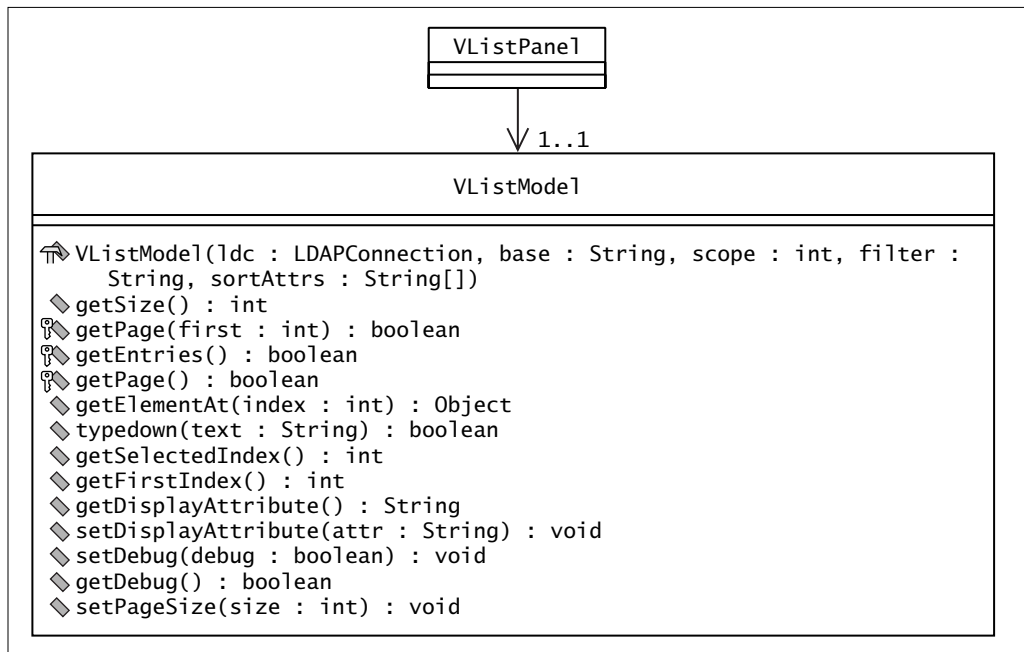 VListPanel
1..1
VListModel
VListModel(ldc : LDAPConnection, base : String, scope : int, filter :
String, sortAttrs : String[])
getSize() : int
getPage(first : int) : boolean
getEntries() : boolean
getPage() : boolean
getElementAt(index : int) : Object
typedown(text : String) : boolean
getSelectedIndex() : int
getFirstIndex() : int
getDisplayAttribute() : String
setDisplayAttribute(attr : String) : void
setDebug(debug : boolean) : void
getDebug() : boolean
setPageSize(size : int) : void